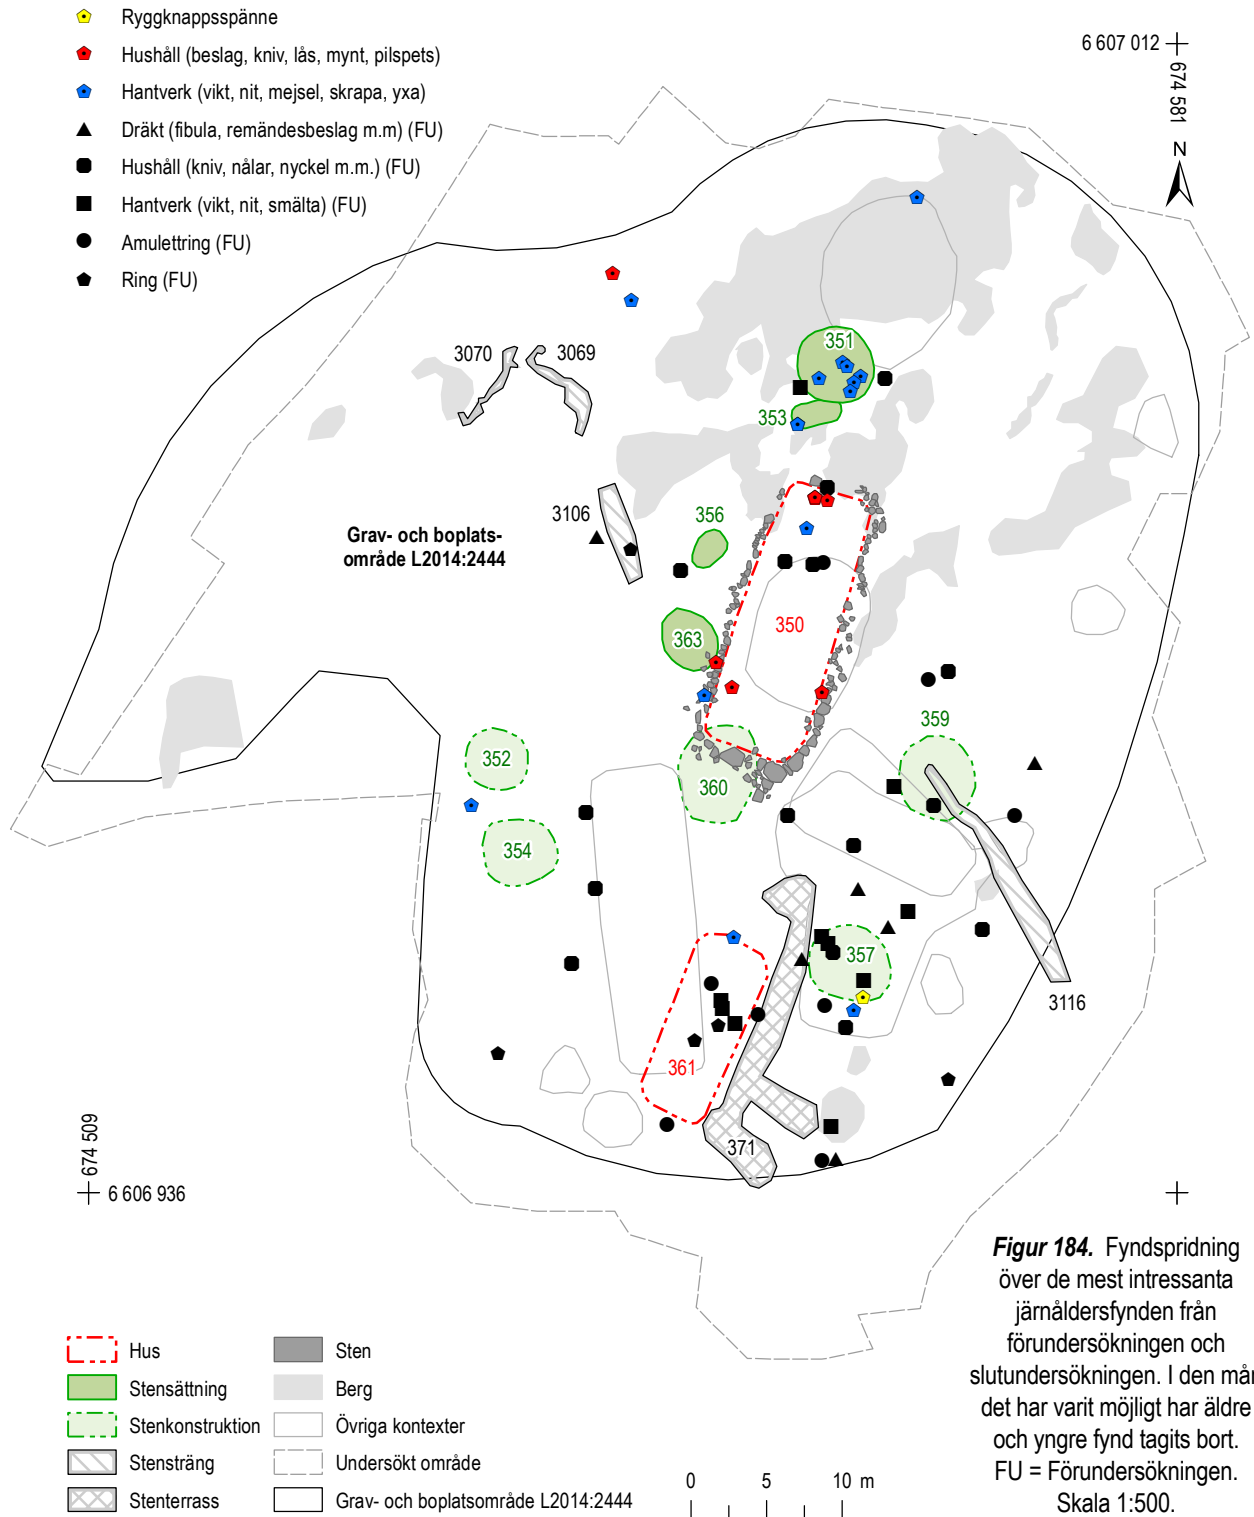 Ryggknappsspänne
Hushåll (beslag, kniv, lås, mynt, pilspets)
Hantverk (vikt, nit, mejsel, skrapa, yxa)
Dräkt (fibula, remändesbeslag m.m) (FU)
Hushåll (kniv, nålar, nyckel m.m.) (FU)
Hantverk (vikt, nit, smälta) (FU)
Amulettring (FU)
Ring (FU)
6 607 012
674 581
N
351
3070
3069
353
3106
356
Grav- och boplats-
område L2014:2444
350
363
359
352
360
354
357
3116
361
371
674 509
6 606 936
Hus
Stensättning
Stenkonstruktion
Stensträng
Stenterrass
Sten
Berg
Övriga kontexter
Undersökt område
Grav- och boplatsområde L2014:2444
0 5 10 m
Figur 184. Fyndspridning
över de mest intressanta
järnåldersfynden från
förundersökningen och
slutundersökningen. I den mån
det har varit möjligt har äldre
och yngre fynd tagits bort.
FU = Förundersökningen.
Skala 1:500.